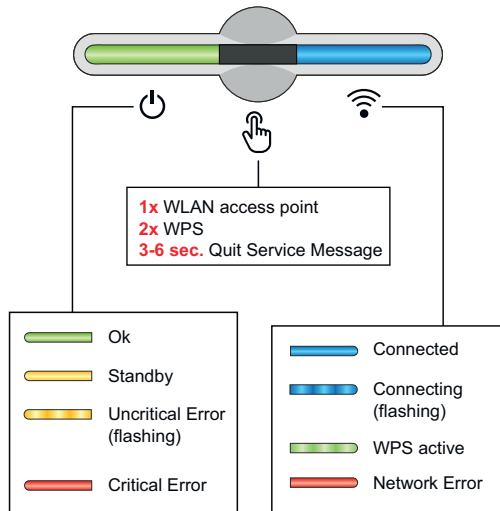 1x WLAN access point
2x WPS
3-6 sec. Quit Service Message
Ok
Standby
Uncritical Error
(flashing)
Critical Error
Connected
Connecting
(flashing)
WPS active
Network Error